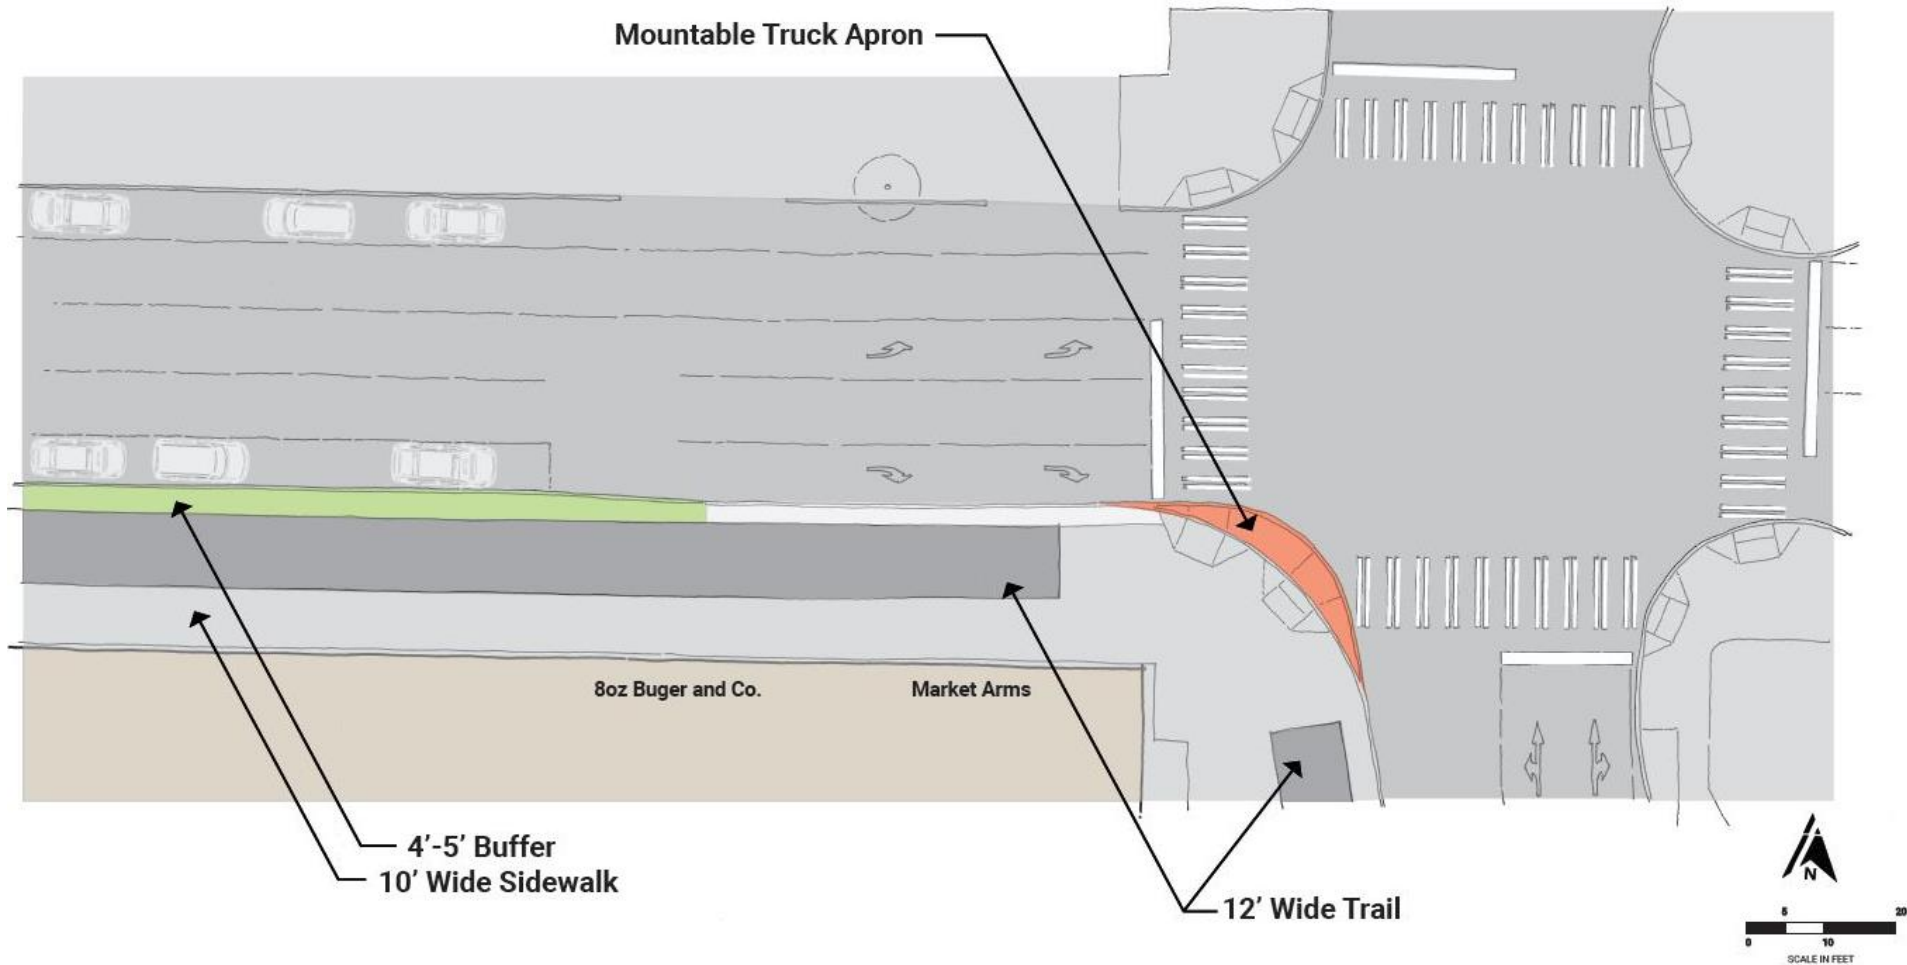 Mountable Truck Apron
8oz Buger and Co.
Market Arms
4’-5’ Buffer
10’ Wide Sidewalk
12’ Wide Trail
N
5
20
0
10
SCALE IN FEET